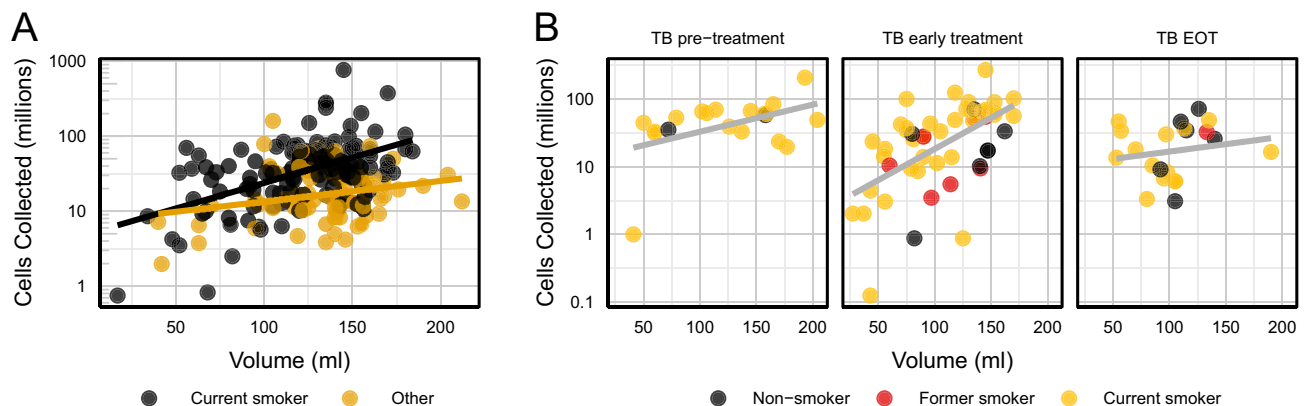 A
B
TB pre−treatment
TB early treatment
TB EOT
Cells Collected (millions)
1000
100
10
1
50
100
150
200
Volume (ml)
Current smoker
Other
Cells Collected (millions)
100
10
1
0.1
50
100
150
200
50
100
150
200
50
100
150
200
Volume (ml)
Non−smoker
Former smoker
Current smoker